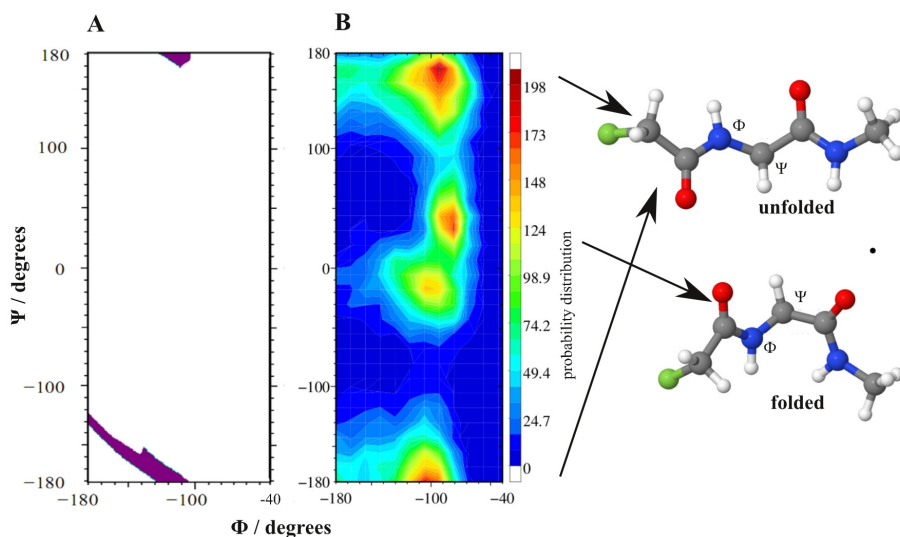 A
B
180
100
0
−100
−180
−180
−100
-40
Ψ / degrees
180
100
0
−100
-180
-180
-100
-40
Φ / degrees
198
173
148
124
98.9
74.2
49.4
24.7
0
probability distribution
Φ
Ψ
unfolded
Ψ
Φ
folded